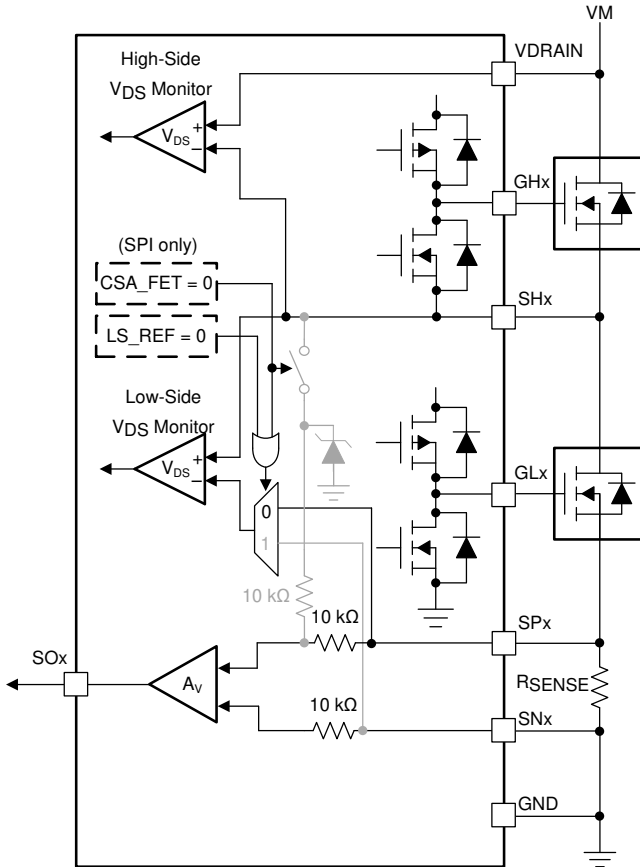 VM
VDRAIN
High-Side
VDS Monitor
VDS
+
−
GHx
(SPI only)
CSA_FET = 0
SHx
LS_REF = 0
Low-Side
VDS Monitor
VDS
+
−
GLx
0
1
10 kΩ
10 kΩ
SPx
SOx
AV
RSENSE
10 kΩ
SNx
GND